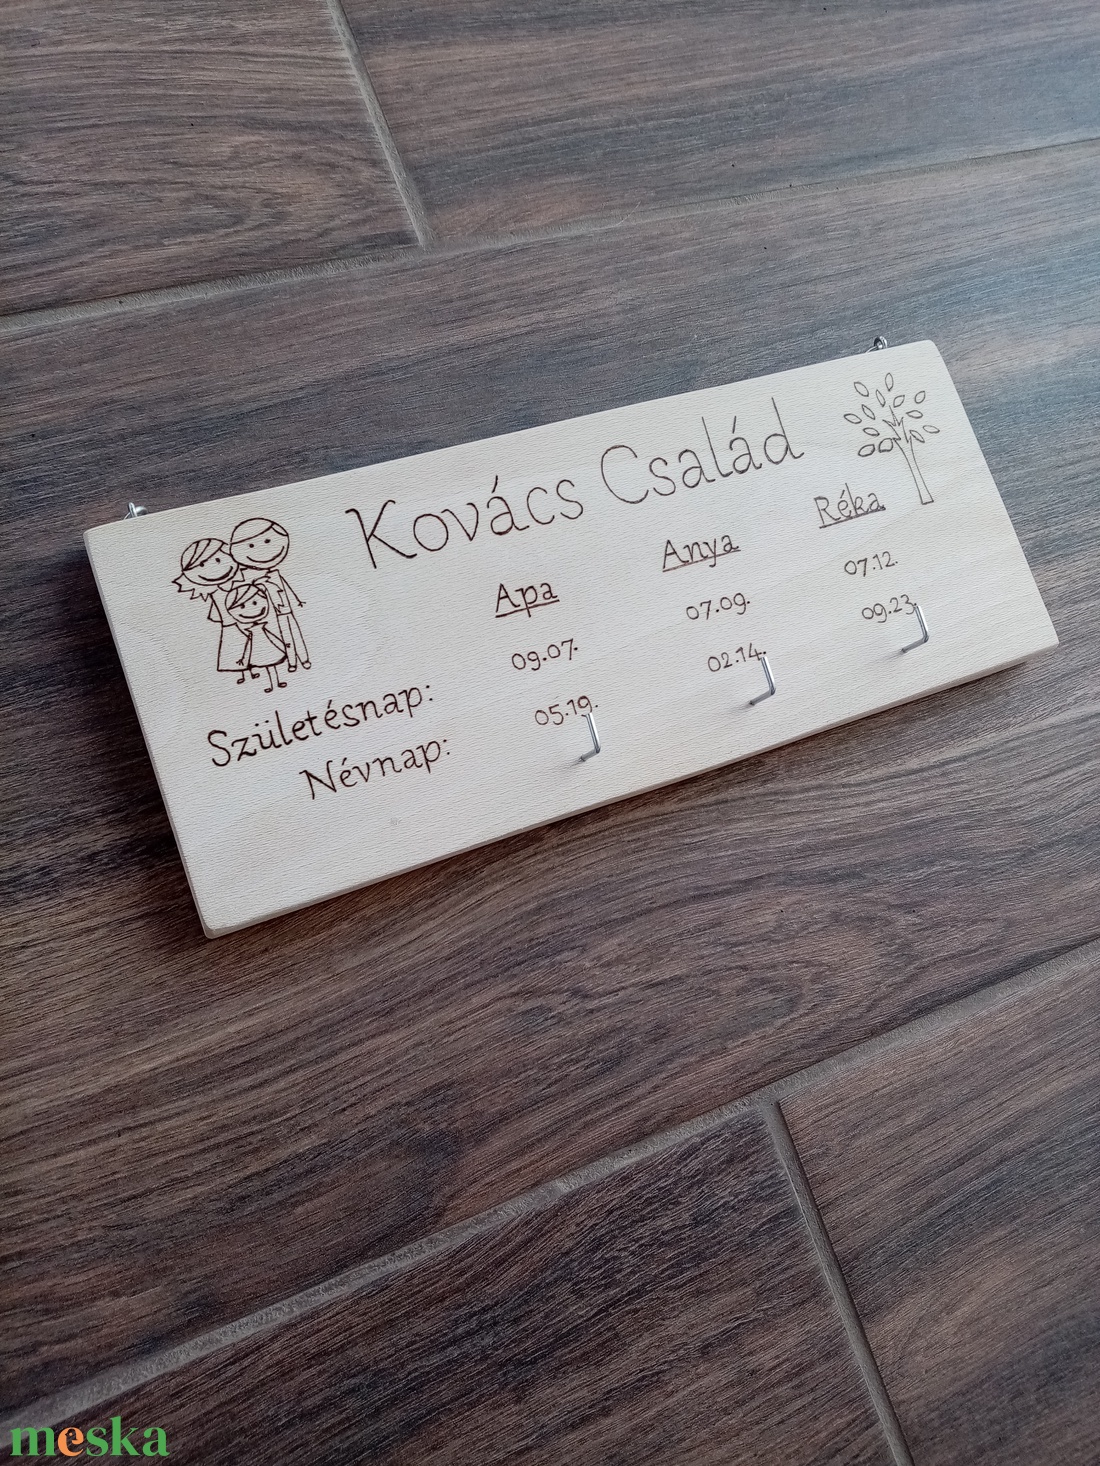 Kovács Család
Apa Anya Réka
Születésnap: 09.07. 07.09. 07.12.
Névnap: 05.19. 02.14. 09.23.
meska